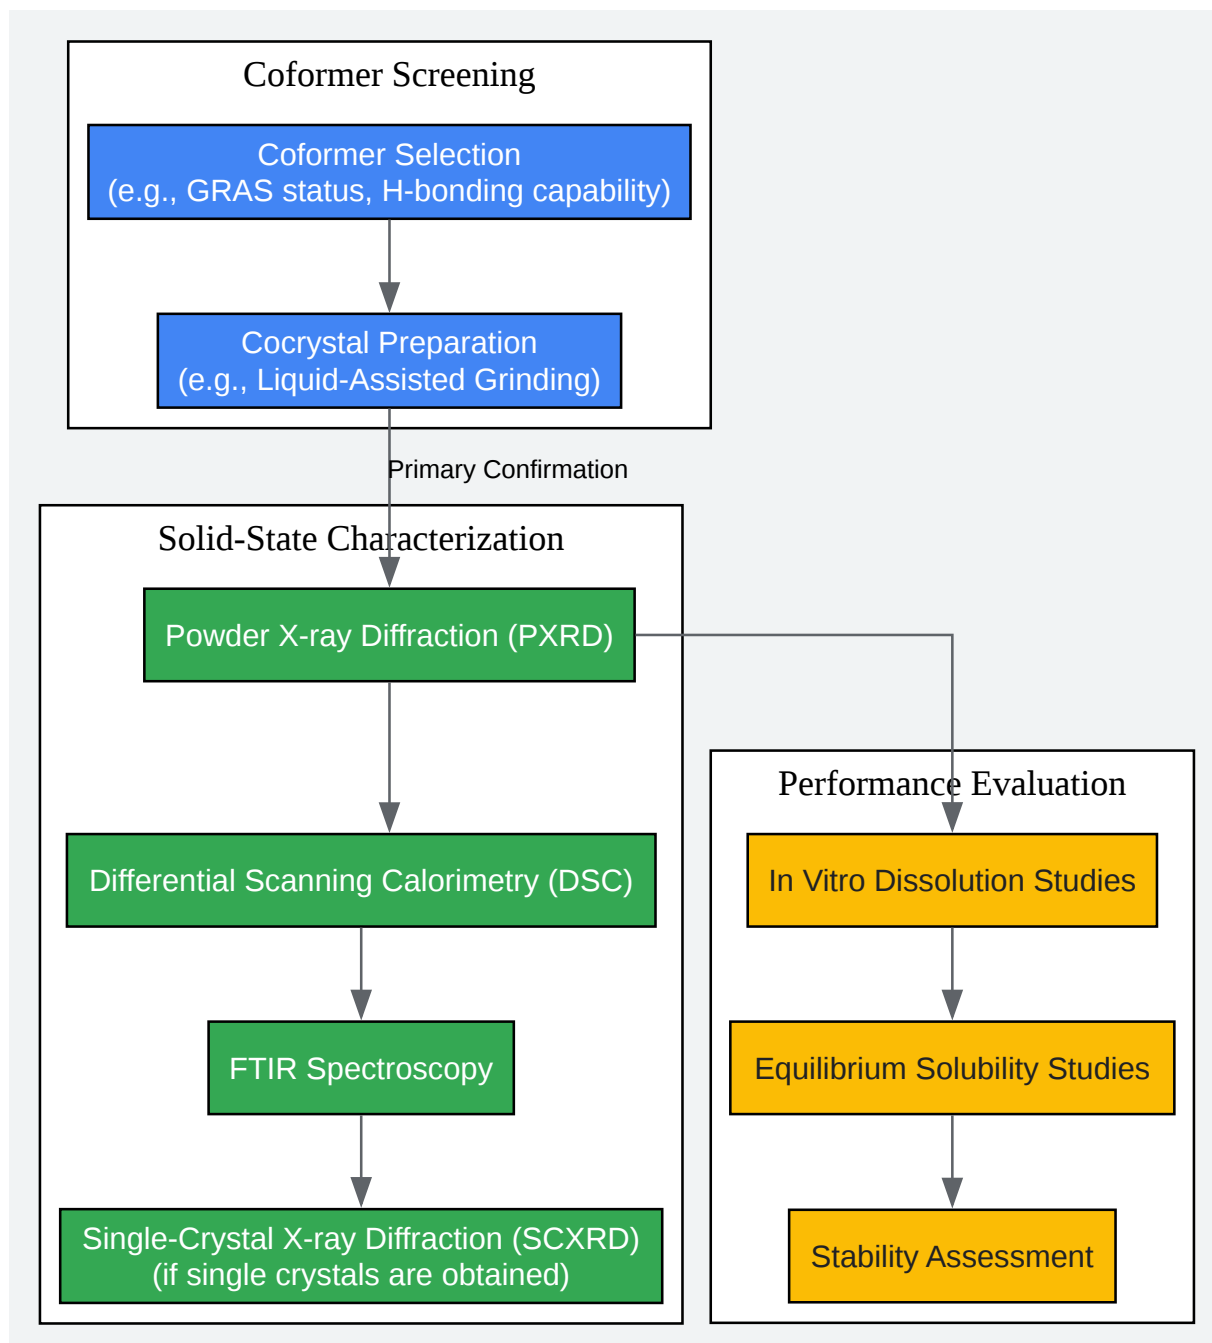 Coformer Screening
Coformer Selection
(e.g., GRAS status, H-bonding capability)
Cocrystal Preparation
(e.g., Liquid-Assisted Grinding)
Primary Confirmation
Solid-State Characterization
Powder X-ray Diffraction (PXRD)
Differential Scanning Calorimetry (DSC)
FTIR Spectroscopy
Single-Crystal X-ray Diffraction (SCXRD)
(if single crystals are obtained)
Performance Evaluation
In Vitro Dissolution Studies
Equilibrium Solubility Studies
Stability Assessment